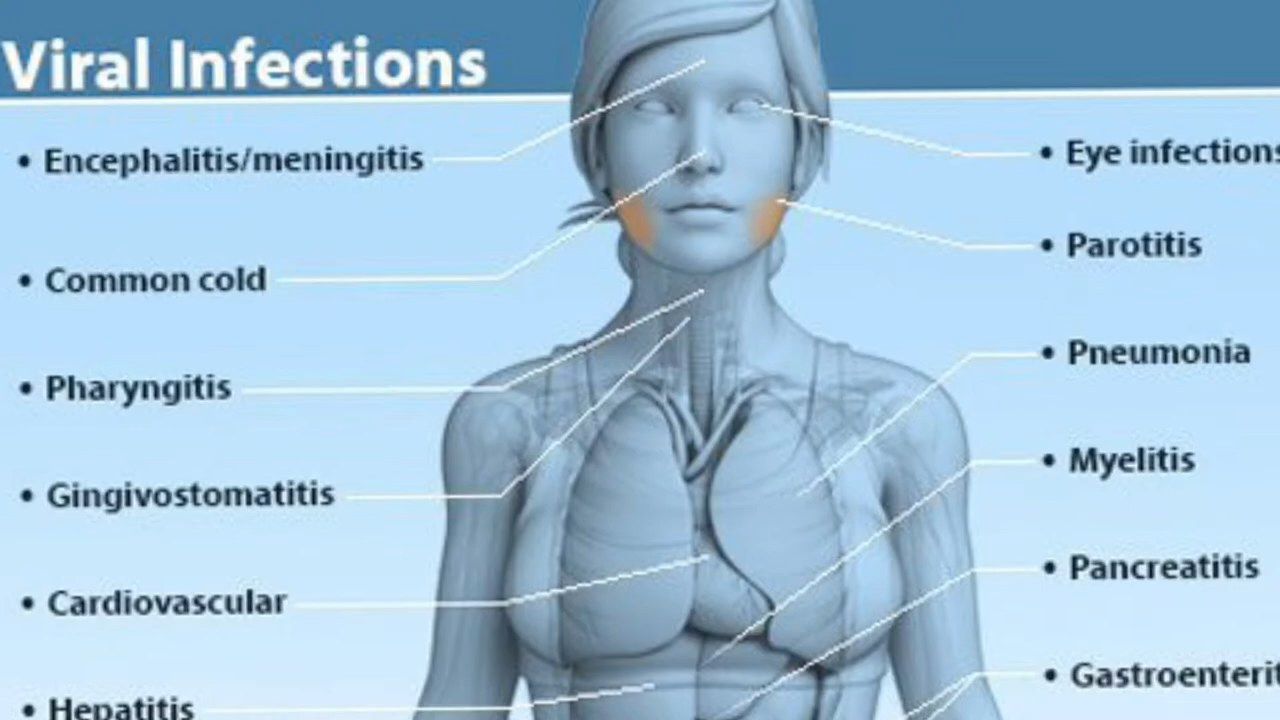 Viral Infections
• Encephalitis/meningitis
• Common cold
• Pharyngitis
• Gingivostomatitis
• Cardiovascular
• Hepatitis
• Eye infections
• Parotitis
• Pneumonia
• Myelitis
• Pancreatitis
• Gastroenterit